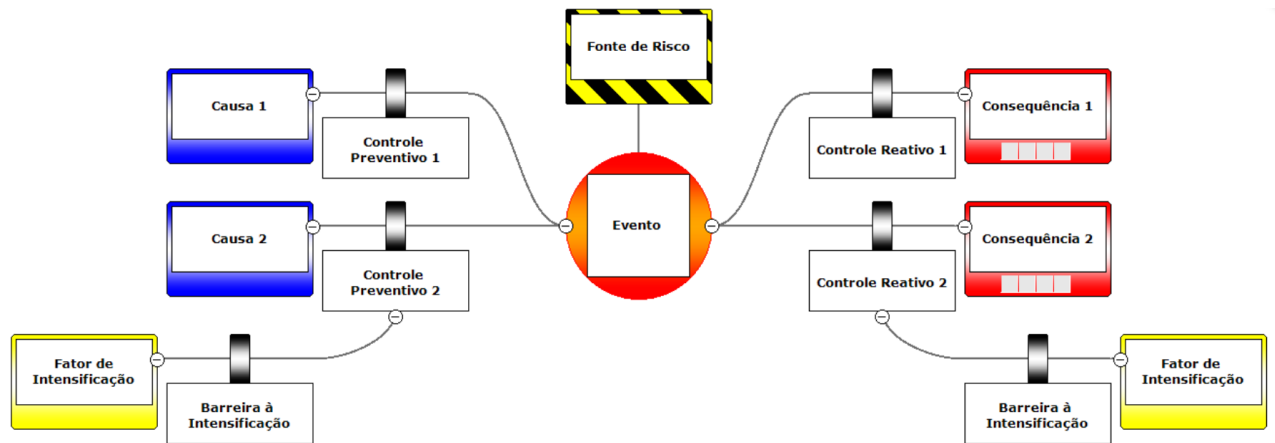 Fonte de Risco
Causa 1
Controle
Preventivo 1
Controle Reativo 1
Consequência 1
Causa 2
Controle
Preventivo 2
Evento
Controle Reativo 2
Consequência 2
Fator de
Intensificação
Barreira à
Intensificação
Barreira à
Intensificação
Fator de
Intensificação